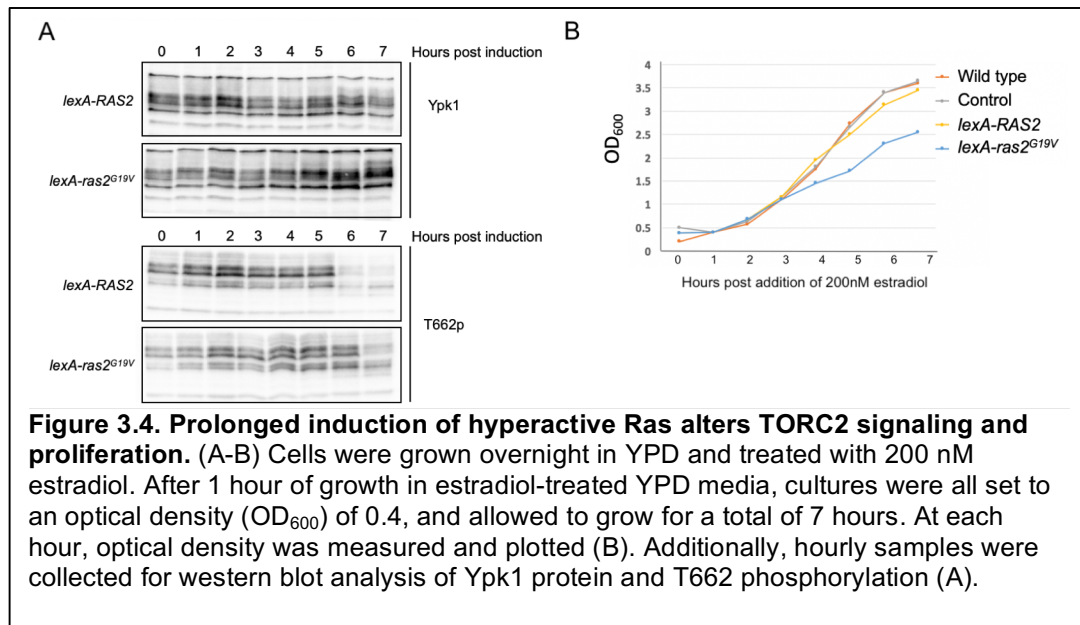 A
0 1 2 3 4 5 6 7 Hours post induction
lexA-RAS2
Ypk1
lexA-ras2G19V
0 1 2 3 4 5 6 7 Hours post induction
lexA-RAS2
T662p
lexA-ras2G19V
B
4
3.5
3
2.5
2
1.5
1
0.5
0
OD600
0 1 2 3 4 5 6 7
Hours post addition of 200nM estradiol
Wild type
Control
lexA-RAS2
lexA-ras2G19V
Figure 3.4. Prolonged induction of hyperactive Ras alters TORC2 signaling and
proliferation. (A-B) Cells were grown overnight in YPD and treated with 200 nM
estradiol. After 1 hour of growth in estradiol-treated YPD media, cultures were all set to
an optical density (OD600) of 0.4, and allowed to grow for a total of 7 hours. At each
hour, optical density was measured and plotted (B). Additionally, hourly samples were
collected for western blot analysis of Ypk1 protein and T662 phosphorylation (A).